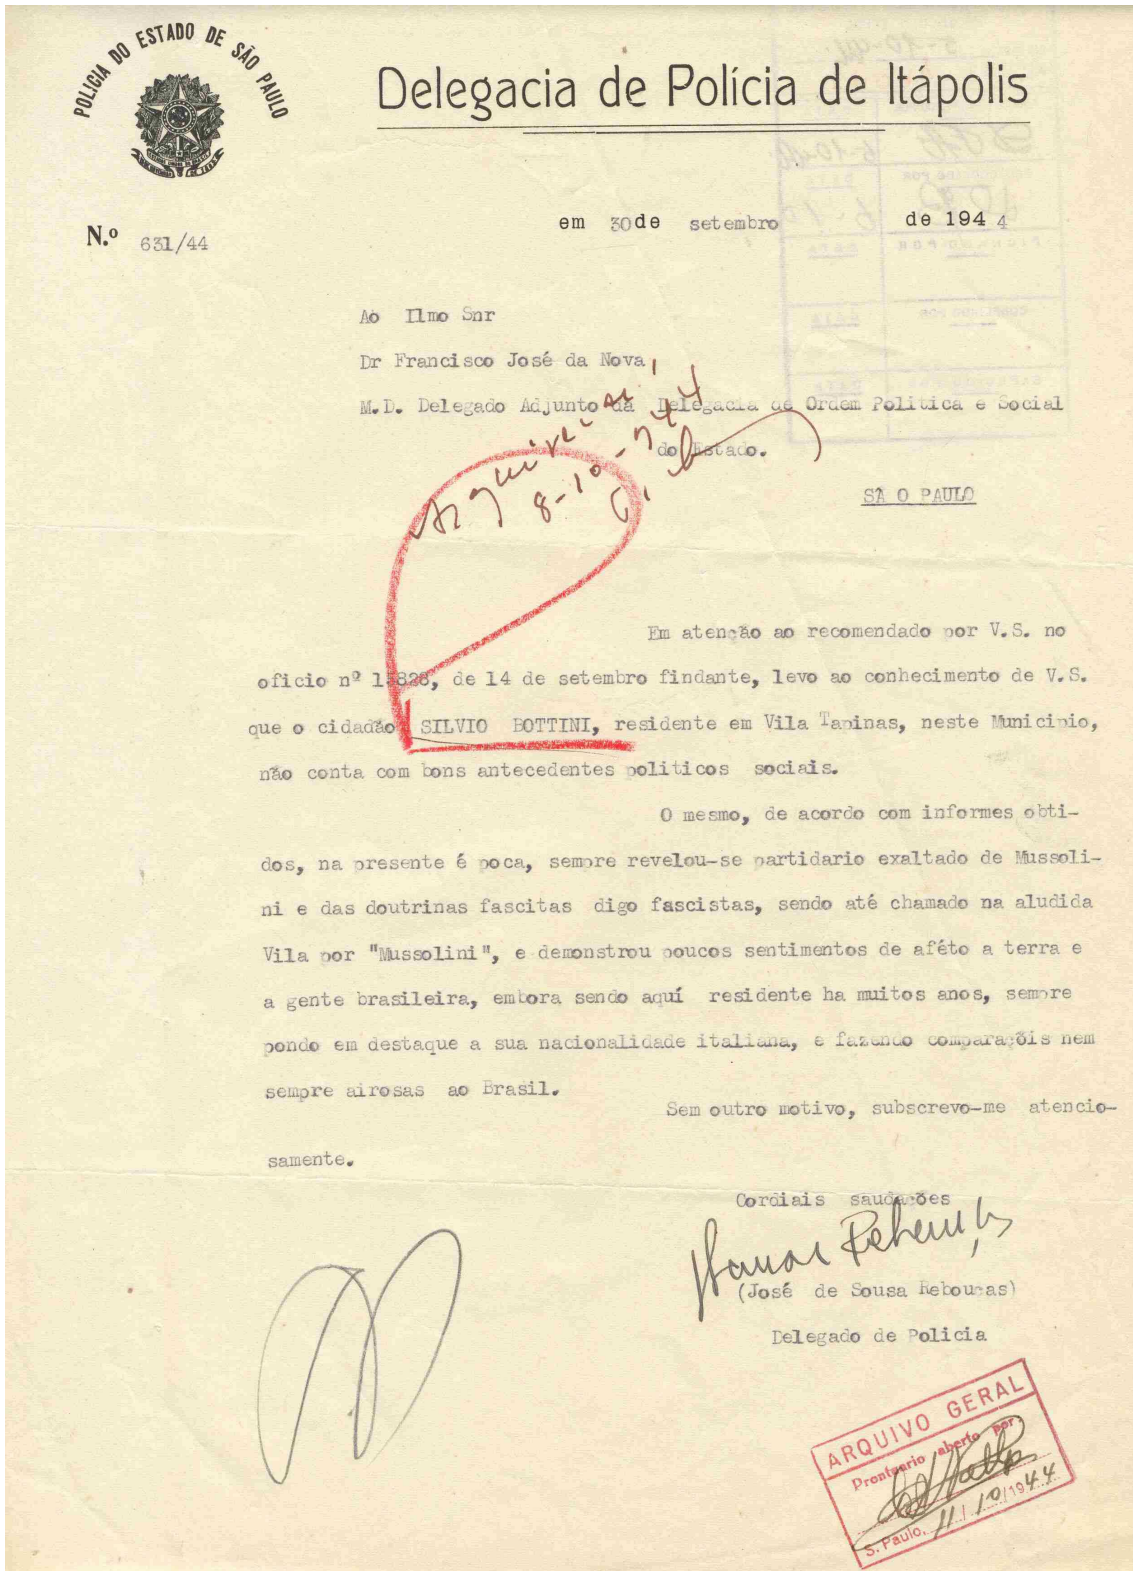 POLICIA DO ESTADO DE SÃO PAULO
Delegacia de Polícia de Itápolis
em 30 de setembro de 1944
N.º 631/44
Ao Ilmo Snr
Dr Francisco José da Nova,
M.D. Delegado Adjunto da Delegacia de Ordem Politica e Social
do Estado.
SÃ O PAULO
8-10-944
Em atenção ao recomendado por V.S. no
oficio nº 15828, de 14 de setembro findante, levo ao conhecimento de V.S.
que o cidadão SILVIO BOTTINI, residente em Vila Tapinas, neste Municipio,
não conta com bons antecedentes politicos sociais.
O mesmo, de acordo com informes obti-
dos, na presente é poca, sempre revelou-se partidario exaltado de Mussoli-
ni e das doutrinas fascitas digo fascistas, sendo até chamado na aludida
Vila por "Mussolini", e demonstrou poucos sentimentos de aféto a terra e
a gente brasileira, embora sendo aquí residente ha muitos anos, sempre
pondo em destaque a sua nacionalidade italiana, e fazendo comparaçõis nem
sempre airosas ao Brasil.
Sem outro motivo, subscrevo-me atencio-
samente.
Cordiais saudações
(José de Sousa Reboucas)
Delegado de Policia
ARQUIVO GERAL
Prontuario aberto por:
S. Paulo, 11/10/1944